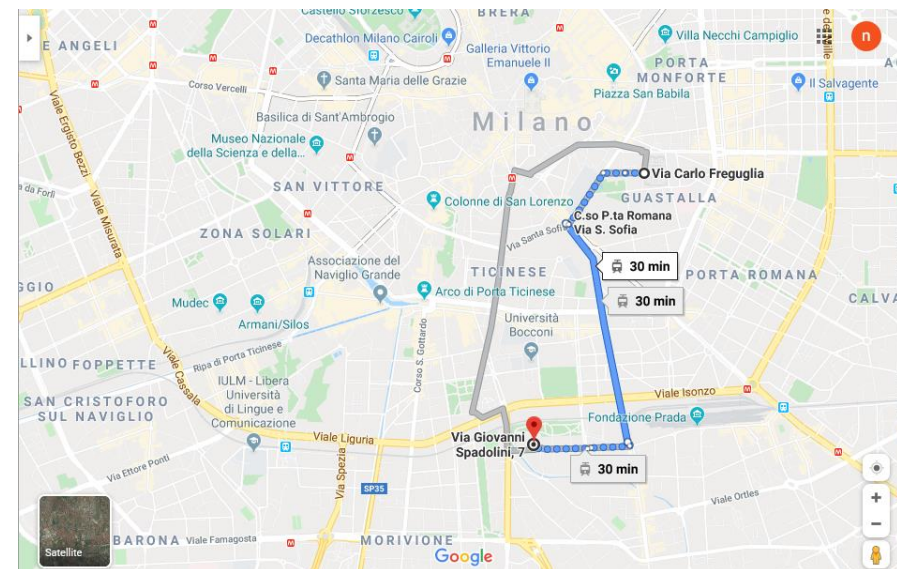 Castello Sforzesco
BRERA
E ANGELI
Decathlon Milano Cairoli
Galleria Vittorio
Emanuele II
Villa Necchi Campiglio
n
Corso Vercelli
Santa Maria delle Grazie
PORTA
MONFORTE
Piazza San Babila
Il Salvagente
Viale Ergisto Bezzi
Basilica di Sant'Ambrogio
Milano
Museo Nazionale
della Scienza e della...
Via Carlo Freguglia
a da Forlì
SAN VITTORE
GUASTALLA
Colonne di San Lorenzo
C.so P.ta Romana
Via S. Sofia
Via Santa Sofia
Viale Misurata
ZONA SOLARI
Associazione del
Naviglio Grande
TICINESE
30 min
PORTA ROMANA
GGIO
Mudec
Armani/Silos
Arco di Porta Ticinese
30 min
CALVA
Università
Bocconi
Ripa di Porta Ticinese
Corso S. Gottardo
LLINO
FOPPETTE
Viale Cassala
IULM - Libera
Università
di Lingue e
Comunicazione
Viale Isonzo
SAN CRISTOFORO
SUL NAVIGLIO
Fondazione Prada
Viale Liguria
Via Giovanni
Spadolini, 7
Via Ettore Ponti
Via Spezia
30 min
SP35
Viale Ortles
Satellite
BARONA
Viale Famagosta
MORIVIONE
Google